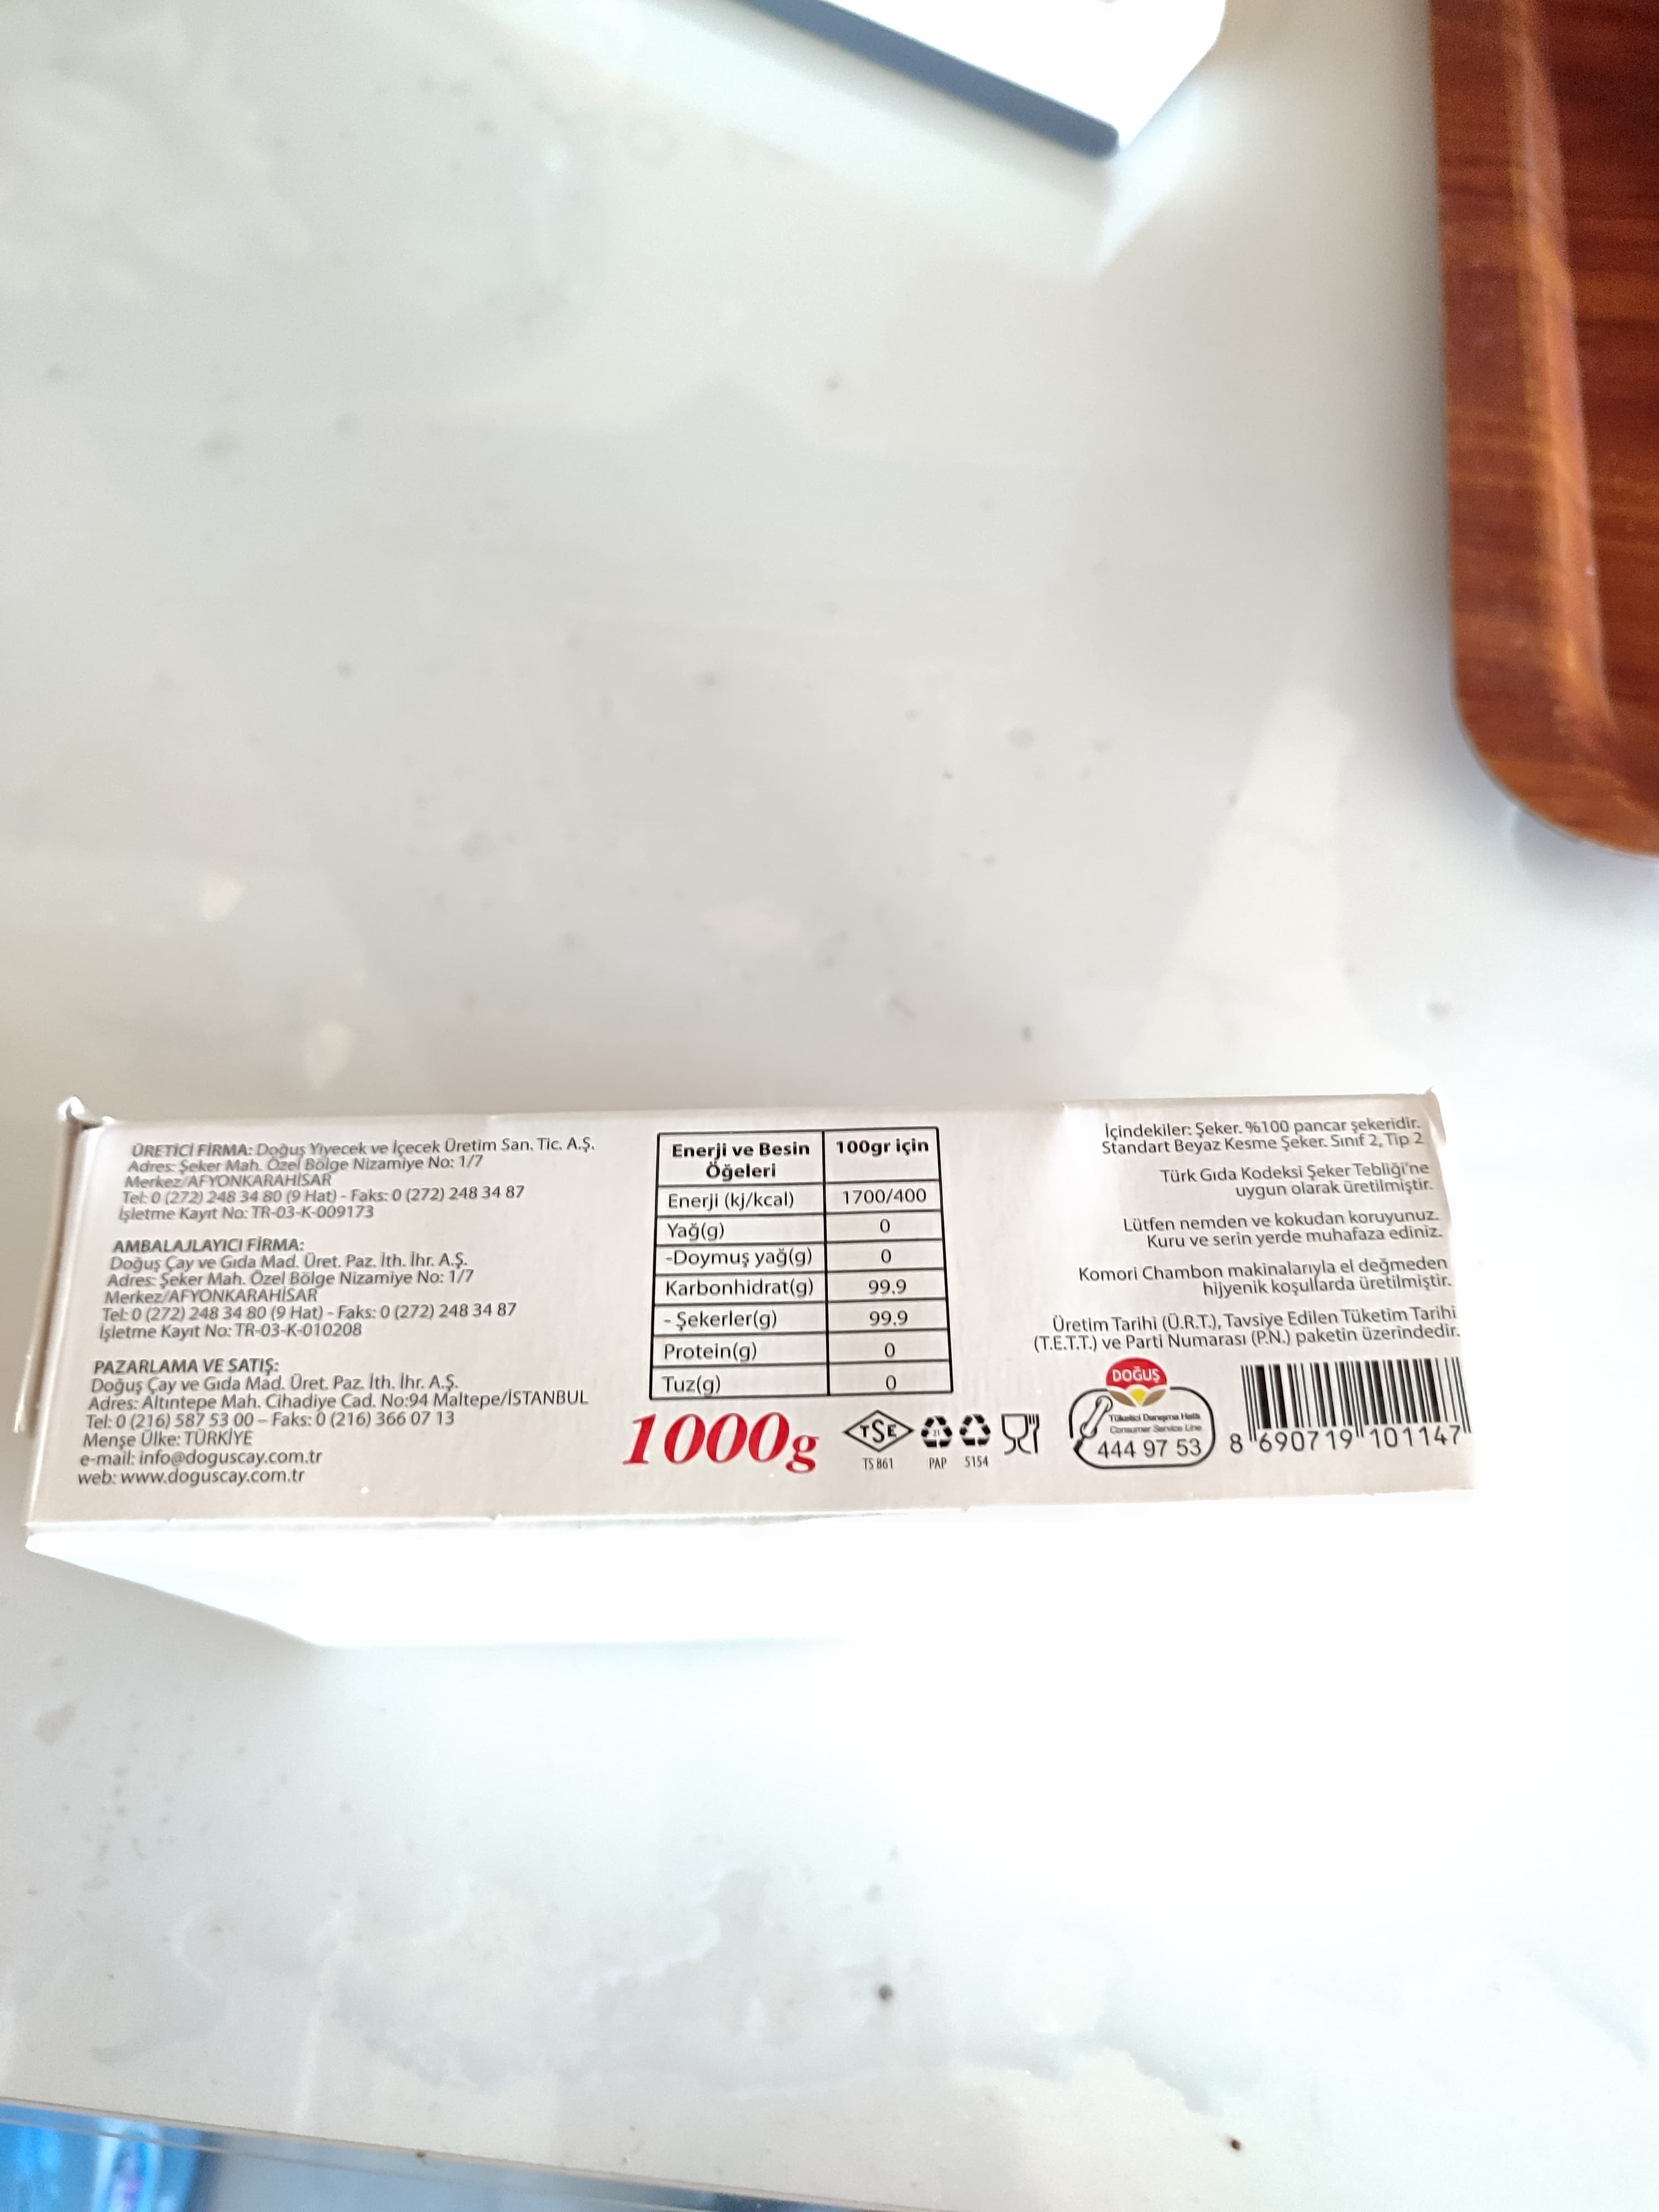 ÜRETİCİ FİRMA: Doğuş Yiyecek ve İçecek Üretim San. Tic. A.Ş.
Adres: Şeker Mah. Özel Bölge Nizamiye No: 1/7
Merkez/AFYONKARAHİSAR
Tel: 0 (272) 248 34 80 (9 Hat) - Faks: 0 (272) 248 34 87
İşletme Kayıt No: TR-03-K-009173
AMBALAJLAYICI FİRMA:
Doğuş Çay ve Gıda Mad. Üret. Paz. İth. İhr. A.Ş.
Adres: Şeker Mah. Özel Bölge Nizamiye No: 1/7
Merkez/AFYONKARAHİSAR
Tel: 0 (272) 248 34 80 (9 Hat) - Faks: 0 (272) 248 34 87
İşletme Kayıt No: TR-03-K-010208
PAZARLAMA VE SATIŞ:
Doğuş Çay ve Gıda Mad. Üret. Paz. İth. İhr. A.Ş.
Adres: Altıntepe Mah. Cihadiye Cad. No:94 Maltepe/İSTANBUL
Tel: 0 (216) 587 53 00 – Faks: 0 (216) 366 07 13
Menşe Ülke: TÜRKİYE
e-mail: info@doguscay.com.tr
web: www.doguscay.com.tr
Enerji ve Besin Öğeleri 100gr için
Enerji (kj/kcal) 1700/400
Yağ(g) 0
-Doymuş yağ(g) 0
Karbonhidrat(g) 99.9
- Şekerler(g) 99.9
Protein(g) 0
Tuz(g) 0
1000g
TSE
TS 861
21
PAP
5154
İçindekiler: Şeker. %100 pancar şekeridir.
Standart Beyaz Kesme Şeker. Sınıf 2, Tip 2
Türk Gıda Kodeksi Şeker Tebliği'ne
uygun olarak üretilmiştir.
Lütfen nemden ve kokudan koruyunuz.
Kuru ve serin yerde muhafaza ediniz.
Komori Chambon makinalarıyla el değmeden
hijyenik koşullarda üretilmiştir.
Üretim Tarihi (Ü.R.T.), Tavsiye Edilen Tüketim Tarihi
(T.E.T.T.) ve Parti Numarası (P.N.) paketin üzerindedir.
DOĞUŞ
Tüketici Danışma Hattı
Consumer Service Line
444 97 53
8 690719 101147